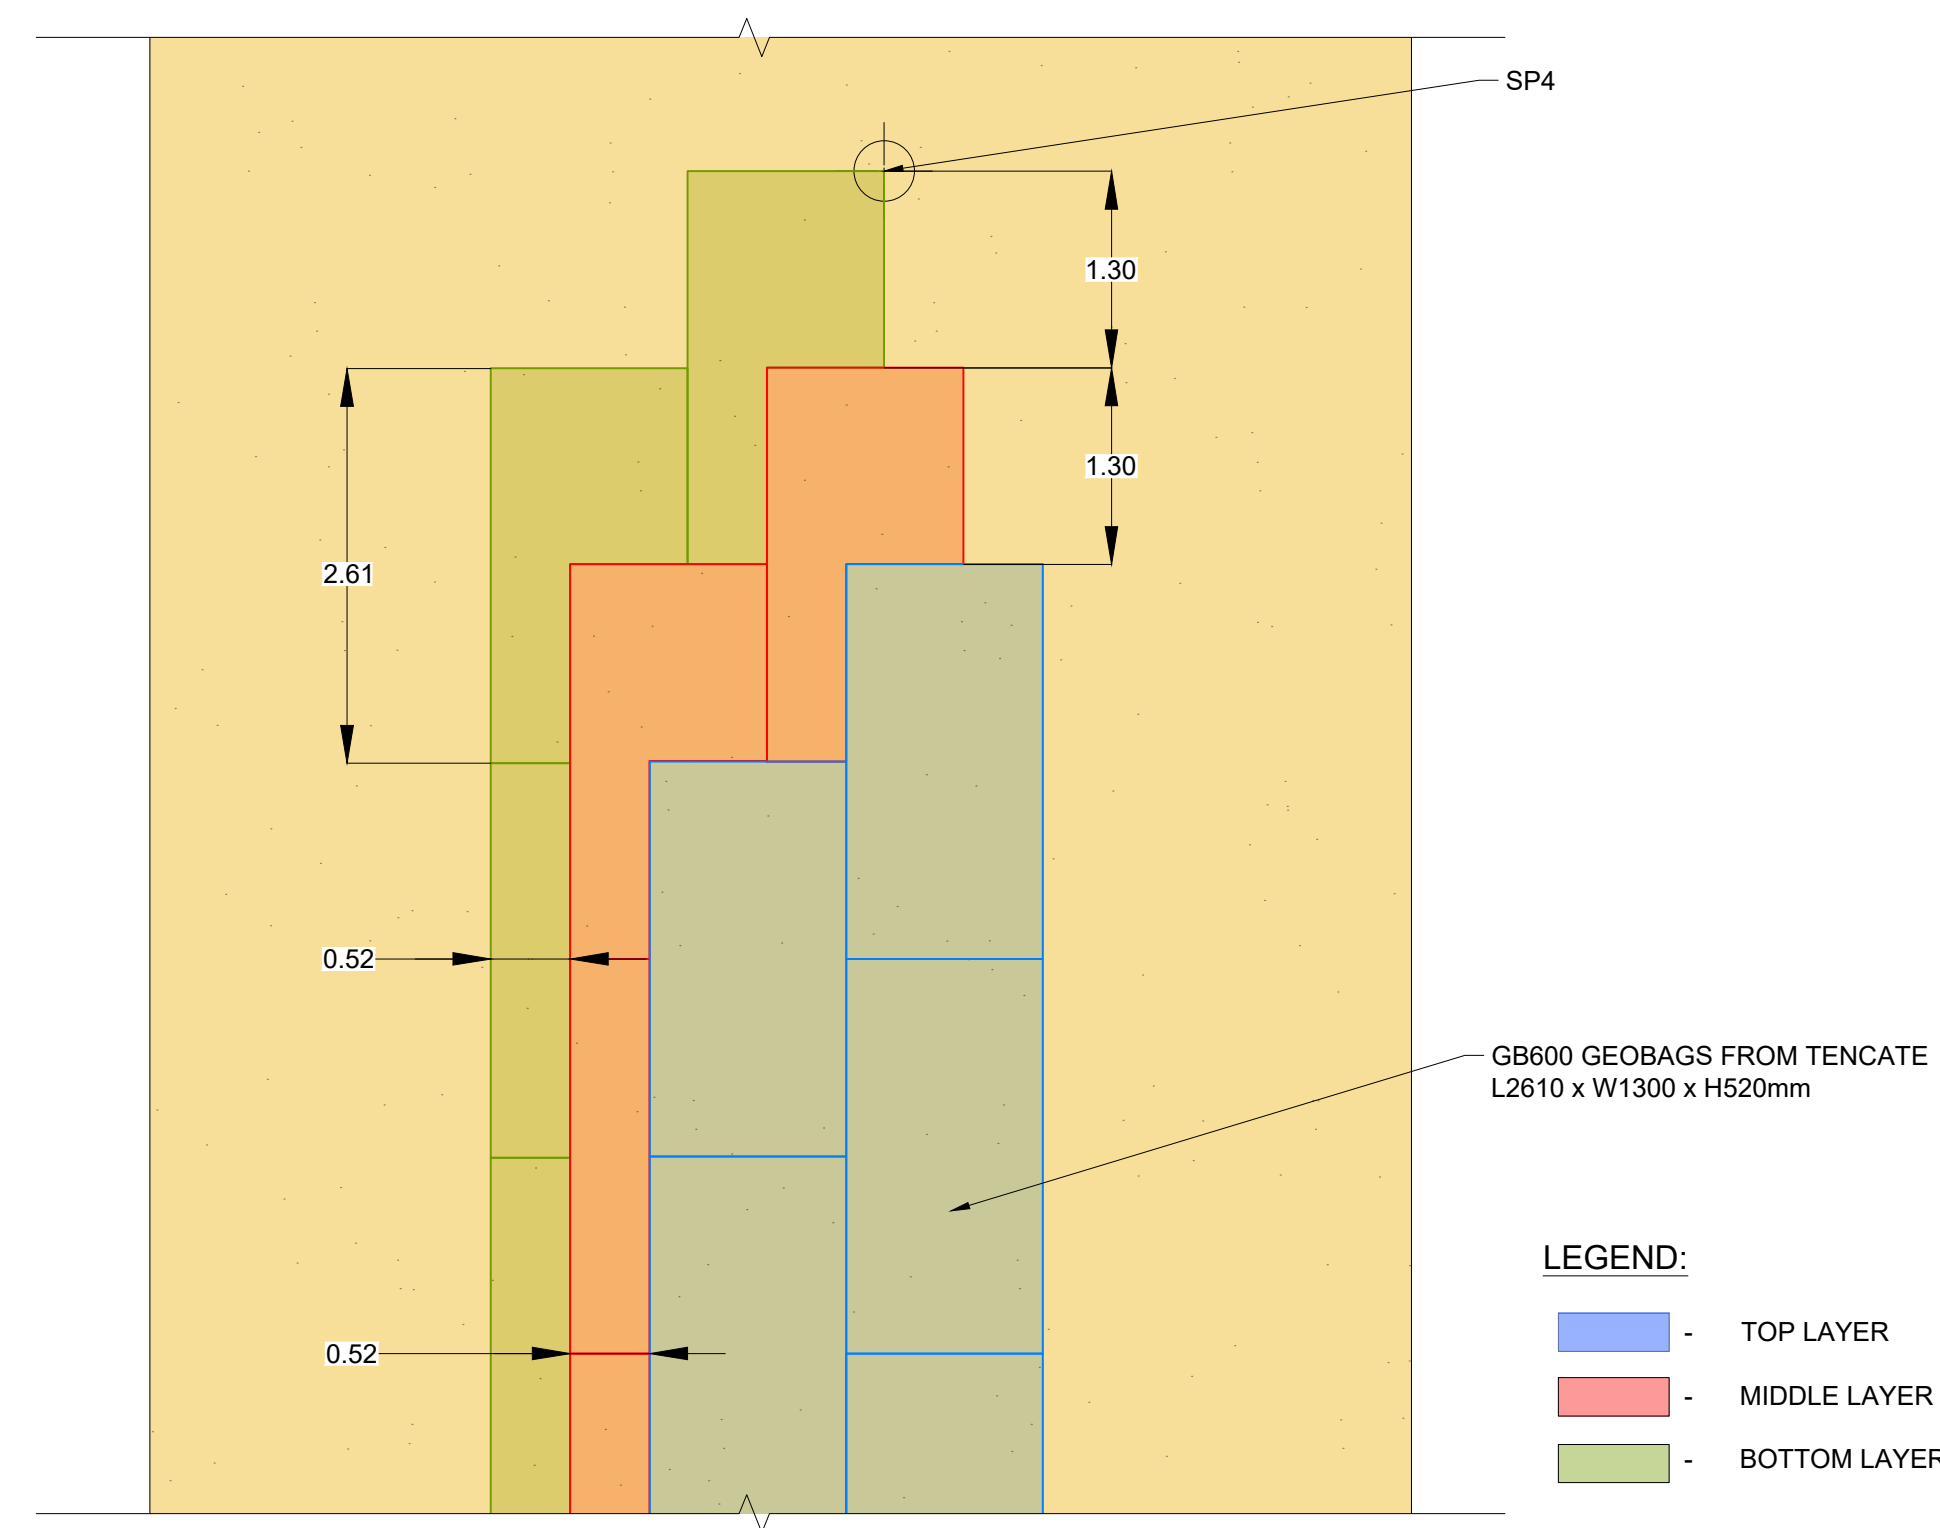 SP4
1.30
1.30
2.61
0.52
GB600 GEOBAGS FROM TENCATE
L2610 x W1300 x H520mm
LEGEND:
- TOP LAYER
0.52
- MIDDLE LAYER
- BOTTOM LAYER